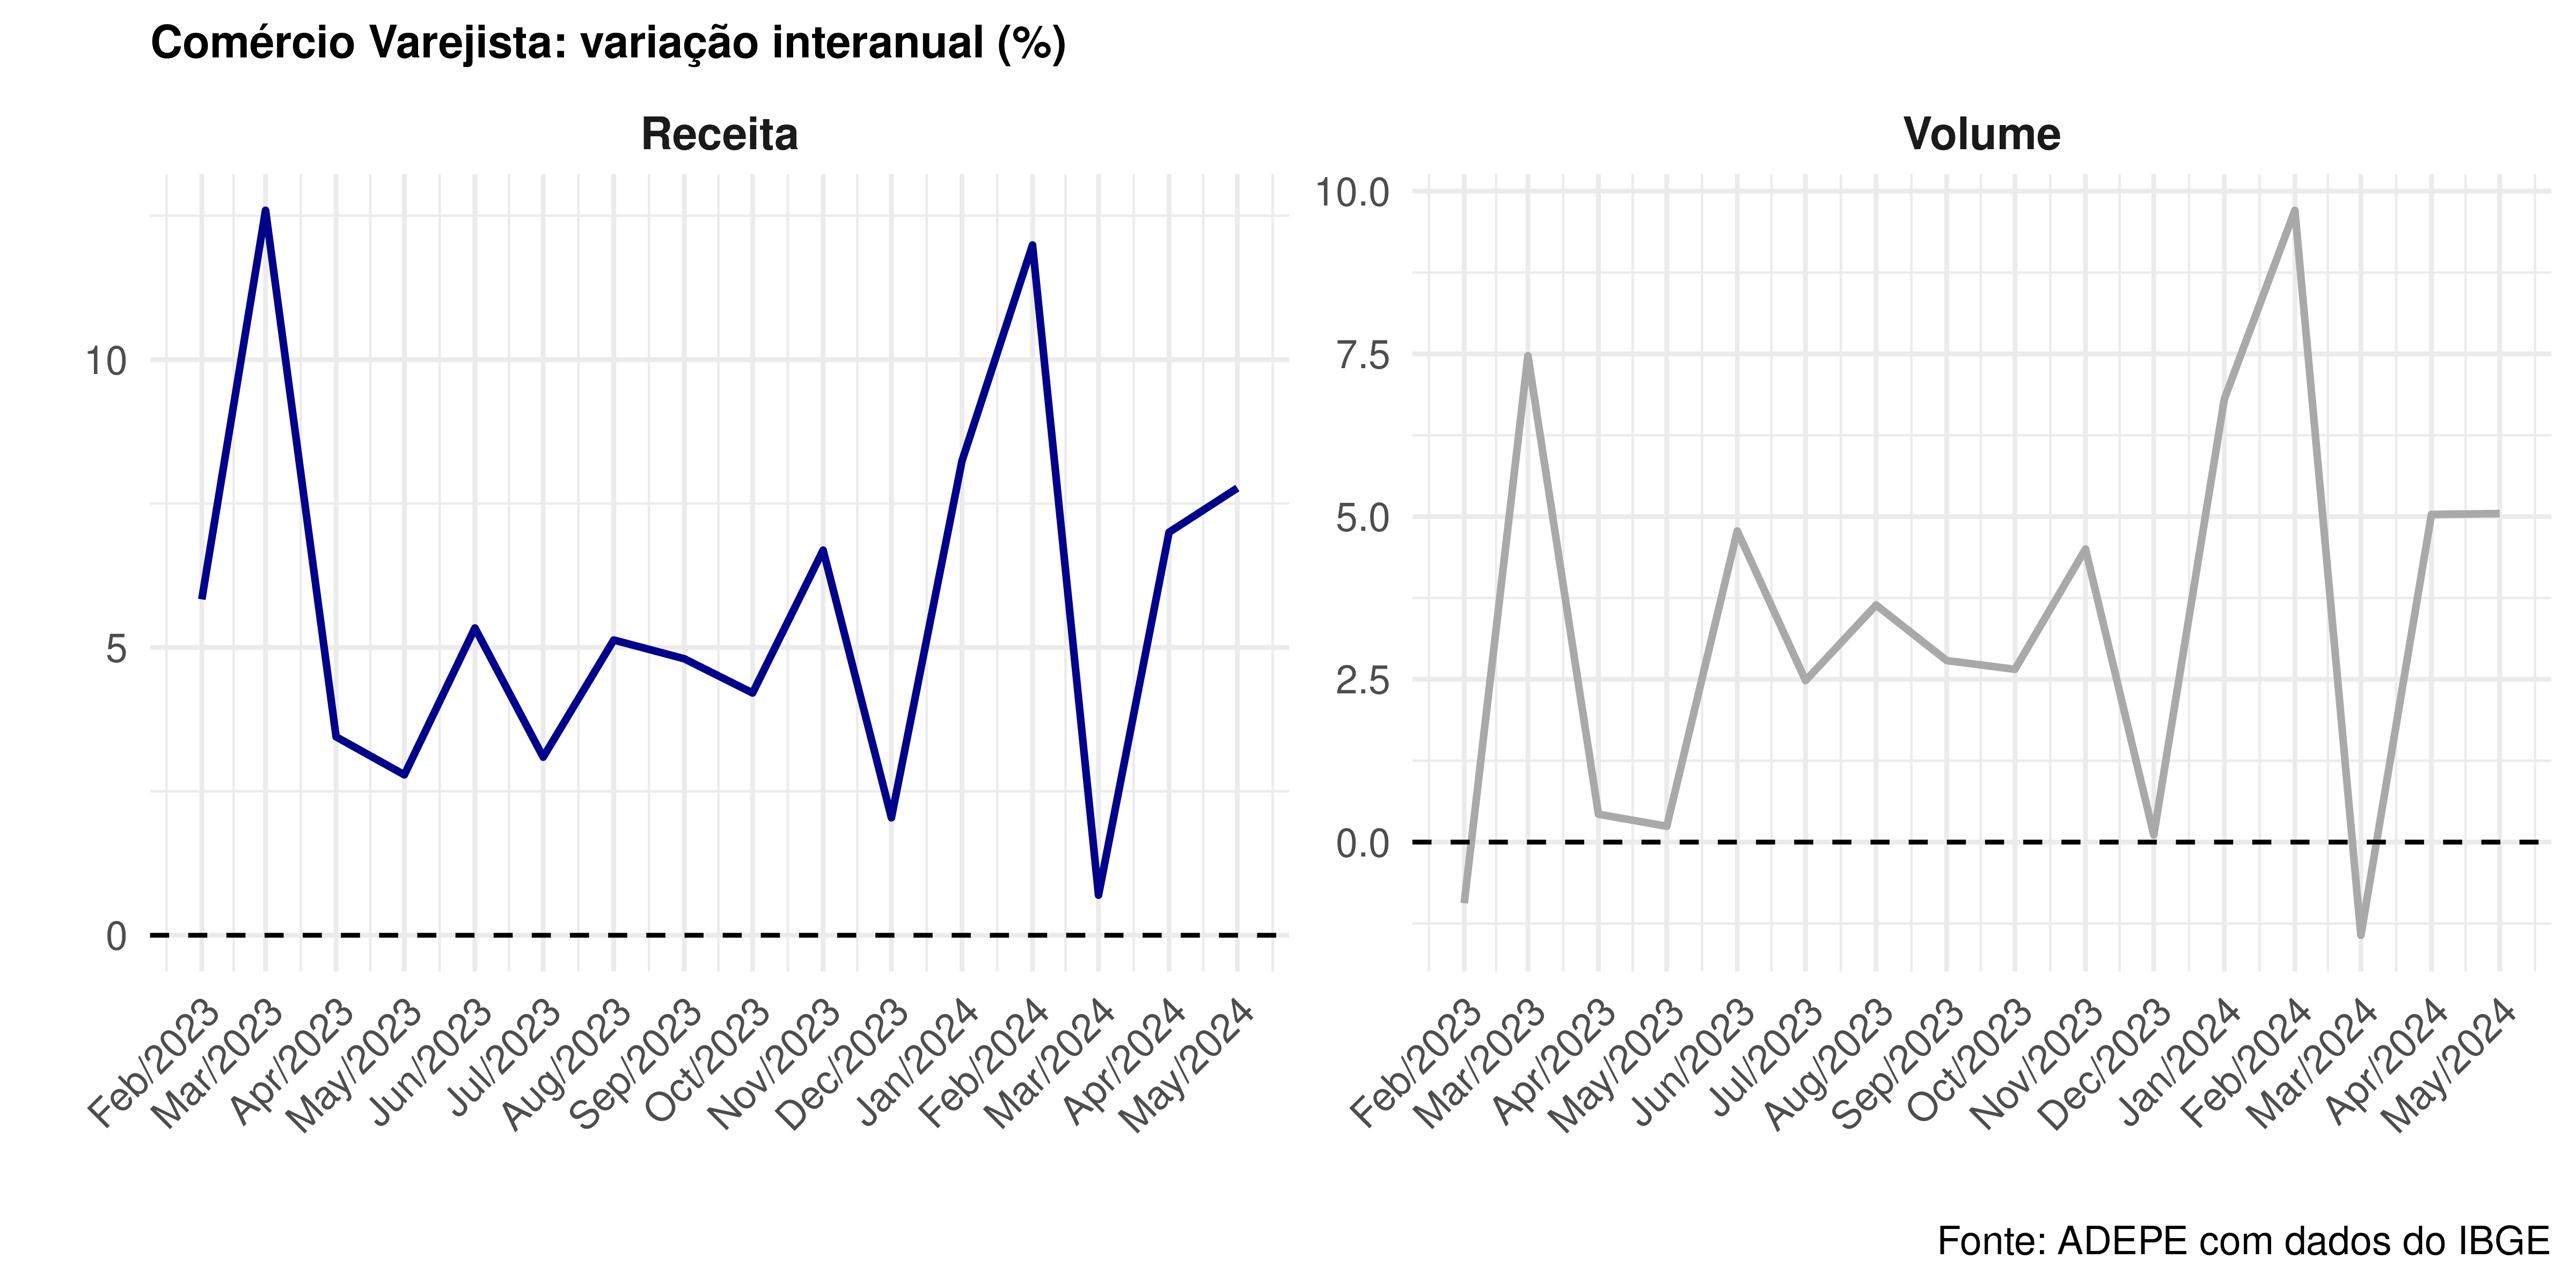 Comércio Varejista: variação interanual (%)
Receita
10
5
0
Feb/2023
Mar/2023
Apr/2023
May/2023
Jun/2023
Jul/2023
Aug/2023
Sep/2023
Oct/2023
Nov/2023
Dec/2023
Jan/2024
Feb/2024
Mar/2024
Apr/2024
May/2024
Volume
10.0
7.5
5.0
2.5
0.0
Feb/2023
Mar/2023
Apr/2023
May/2023
Jun/2023
Jul/2023
Aug/2023
Sep/2023
Oct/2023
Nov/2023
Dec/2023
Jan/2024
Feb/2024
Mar/2024
Apr/2024
May/2024
Fonte: ADEPE com dados do IBGE